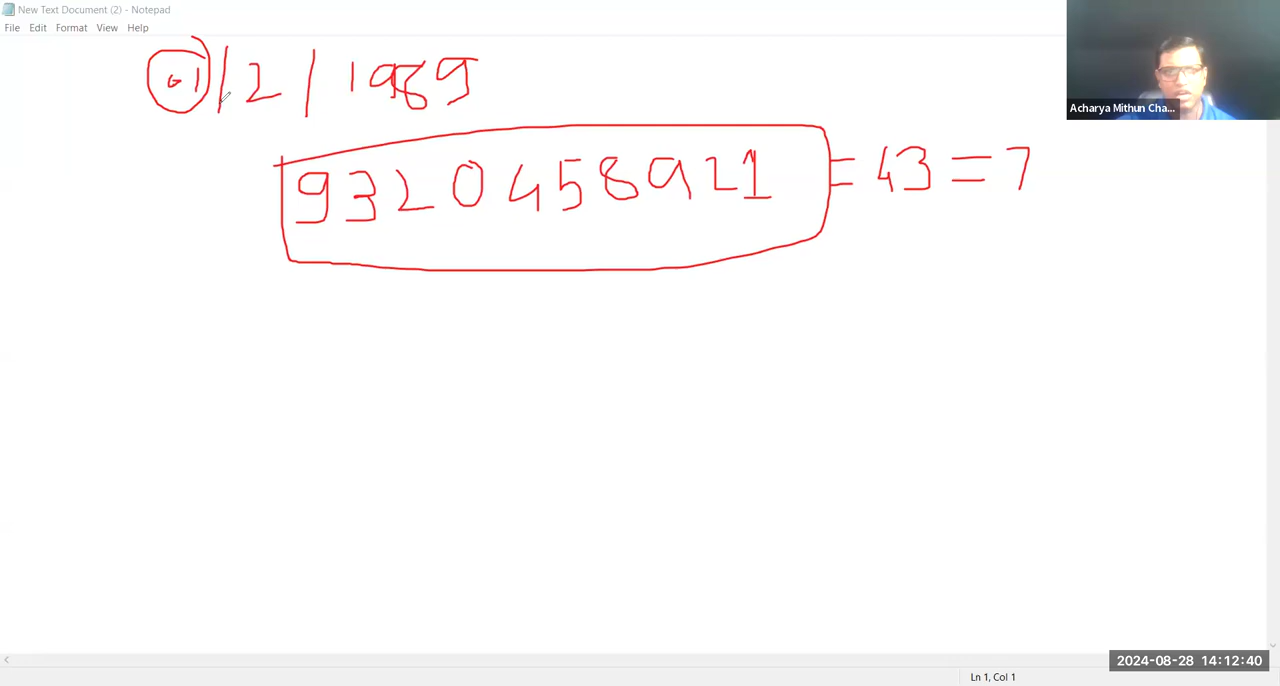 New Text Document (2) - Notepad
File Edit Format View Help
01/2/1989
9320458921 = 43 = 7
Acharya Mithun Cha...
2024-08-28 14:12:40
Ln 1, Col 1